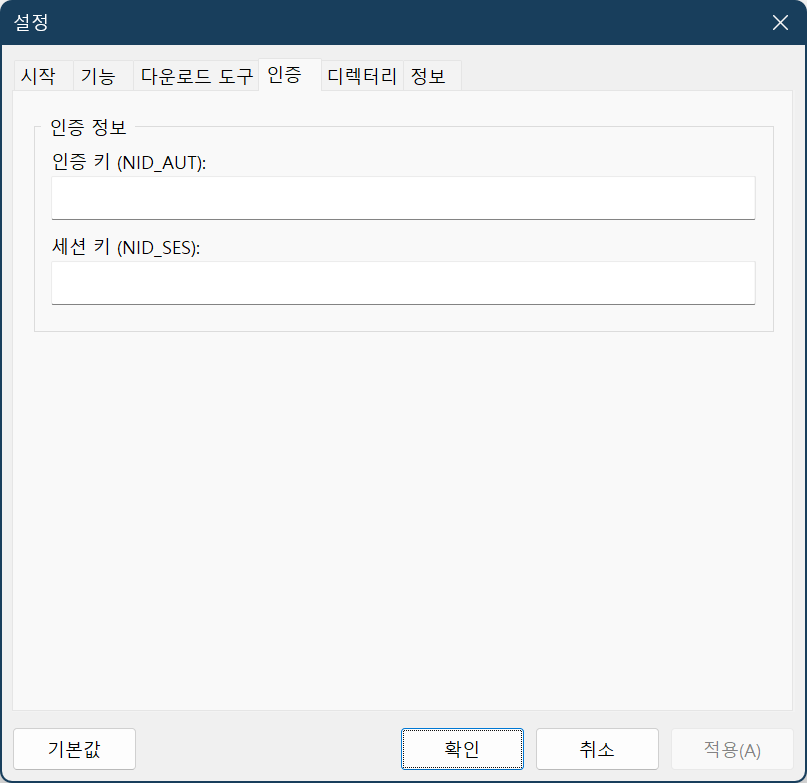 설정
시작 기능 다운로드 도구 인증 디렉터리 정보
인증 정보
인증 키 (NID_AUT):
세션 키 (NID_SES):
기본값 확인 취소 적용(A)